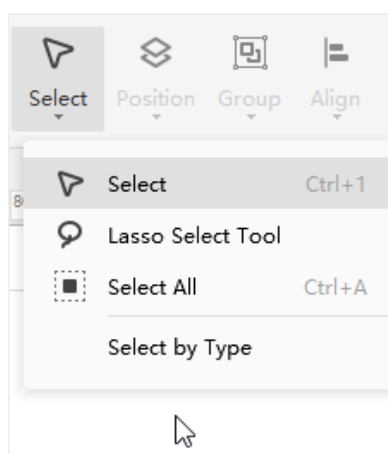 Select Position Group Align
Select Ctrl+1
Lasso Select Tool
Select All Ctrl+A
Select by Type